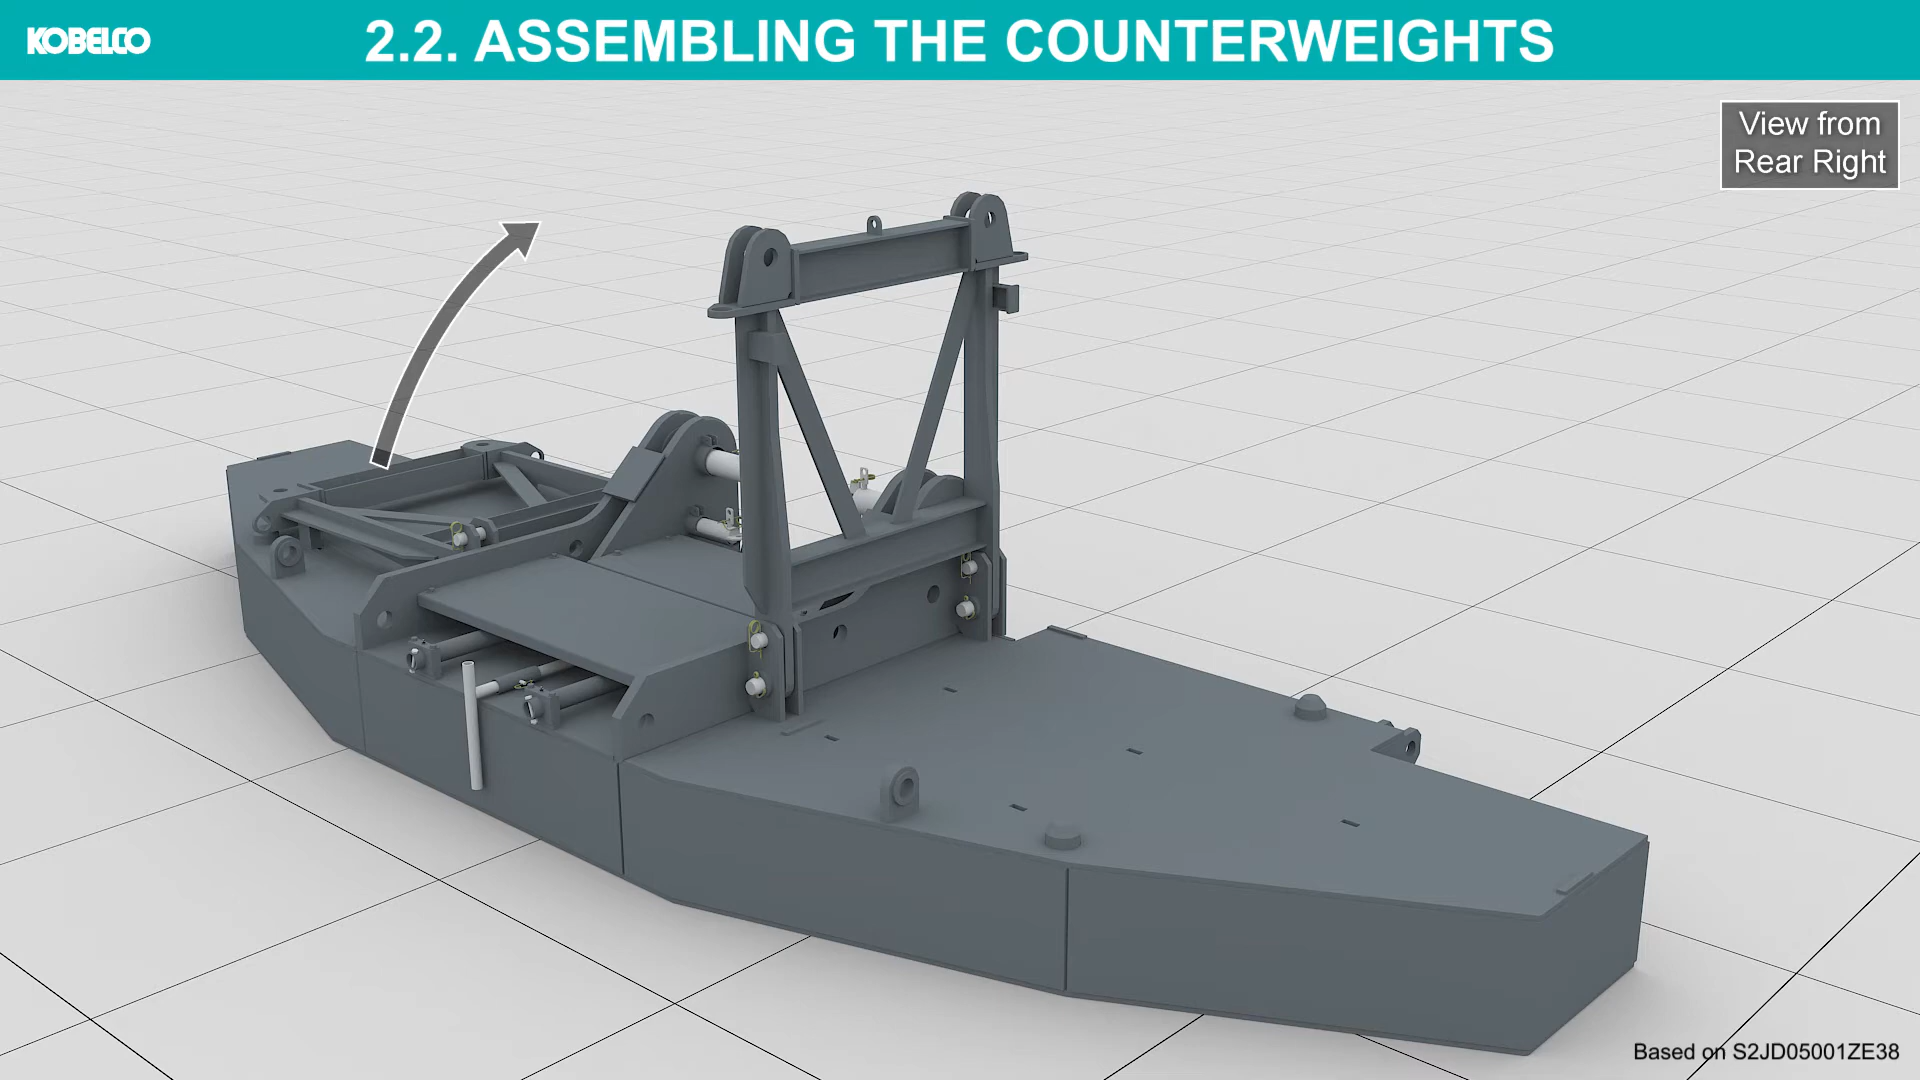 KOBELCO
2.2. ASSEMBLING THE COUNTERWEIGHTS
View from
Rear Right
Based on S2JD05001ZE38